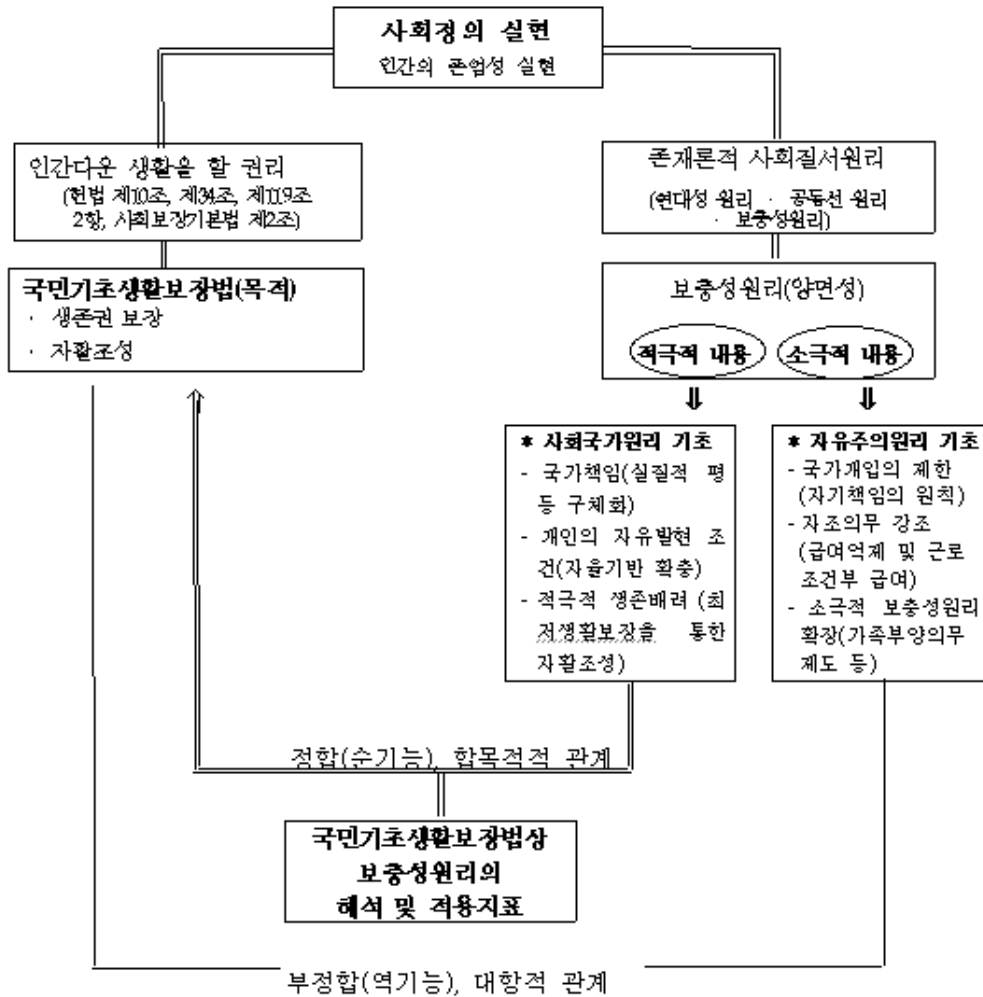 사회정의 실현
인간의 존엄성 실현
인간다운 생활을 할 권리
(헌법 제10조, 제34조, 제119조
2항, 사회보장기본법 제2조)
존재론적 사회질서원리
(연대성 원리 · 공동선 원리
· 보충성원리)
국민기초생활보장법(목적)
· 생존권 보장
· 자활조성
보충성원리(양면성)
적극적 내용
소극적 내용
⇓
⇓
* 사회국가원리 기초
- 국가책임(실질적 평
등 구체화)
- 개인의 자유발현 조
건(자율기반 확충)
- 적극적 생존배려 (최
저생활보장을 통한
자활조성)
* 자유주의원리 기초
- 국가개입의 제한
(자기책임의 원칙)
- 자조의무 강조
(급여억제 및 근로
조건부 급여)
- 소극적 보충성원리
확장(가족부양의무
제도 등)
정합(순기능), 합목적적 관계
국민기초생활보장법상
보충성원리의
해석 및 적용지표
부정합(역기능), 대항적 관계